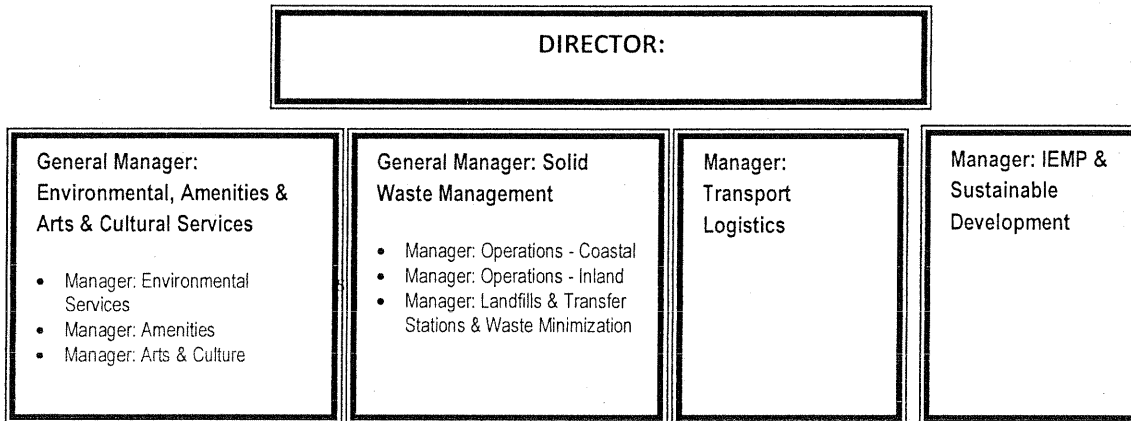 DIRECTOR:
General Manager:
Environmental, Amenities &
Arts & Cultural Services
• Manager: Environmental
Services
• Manager: Amenities
• Manager: Arts & Culture
General Manager: Solid
Waste Management
• Manager: Operations - Coastal
• Manager: Operations - Inland
• Manager: Landfills & Transfer
Stations & Waste Minimization
Manager:
Transport
Logistics
Manager: IEMP &
Sustainable
Development